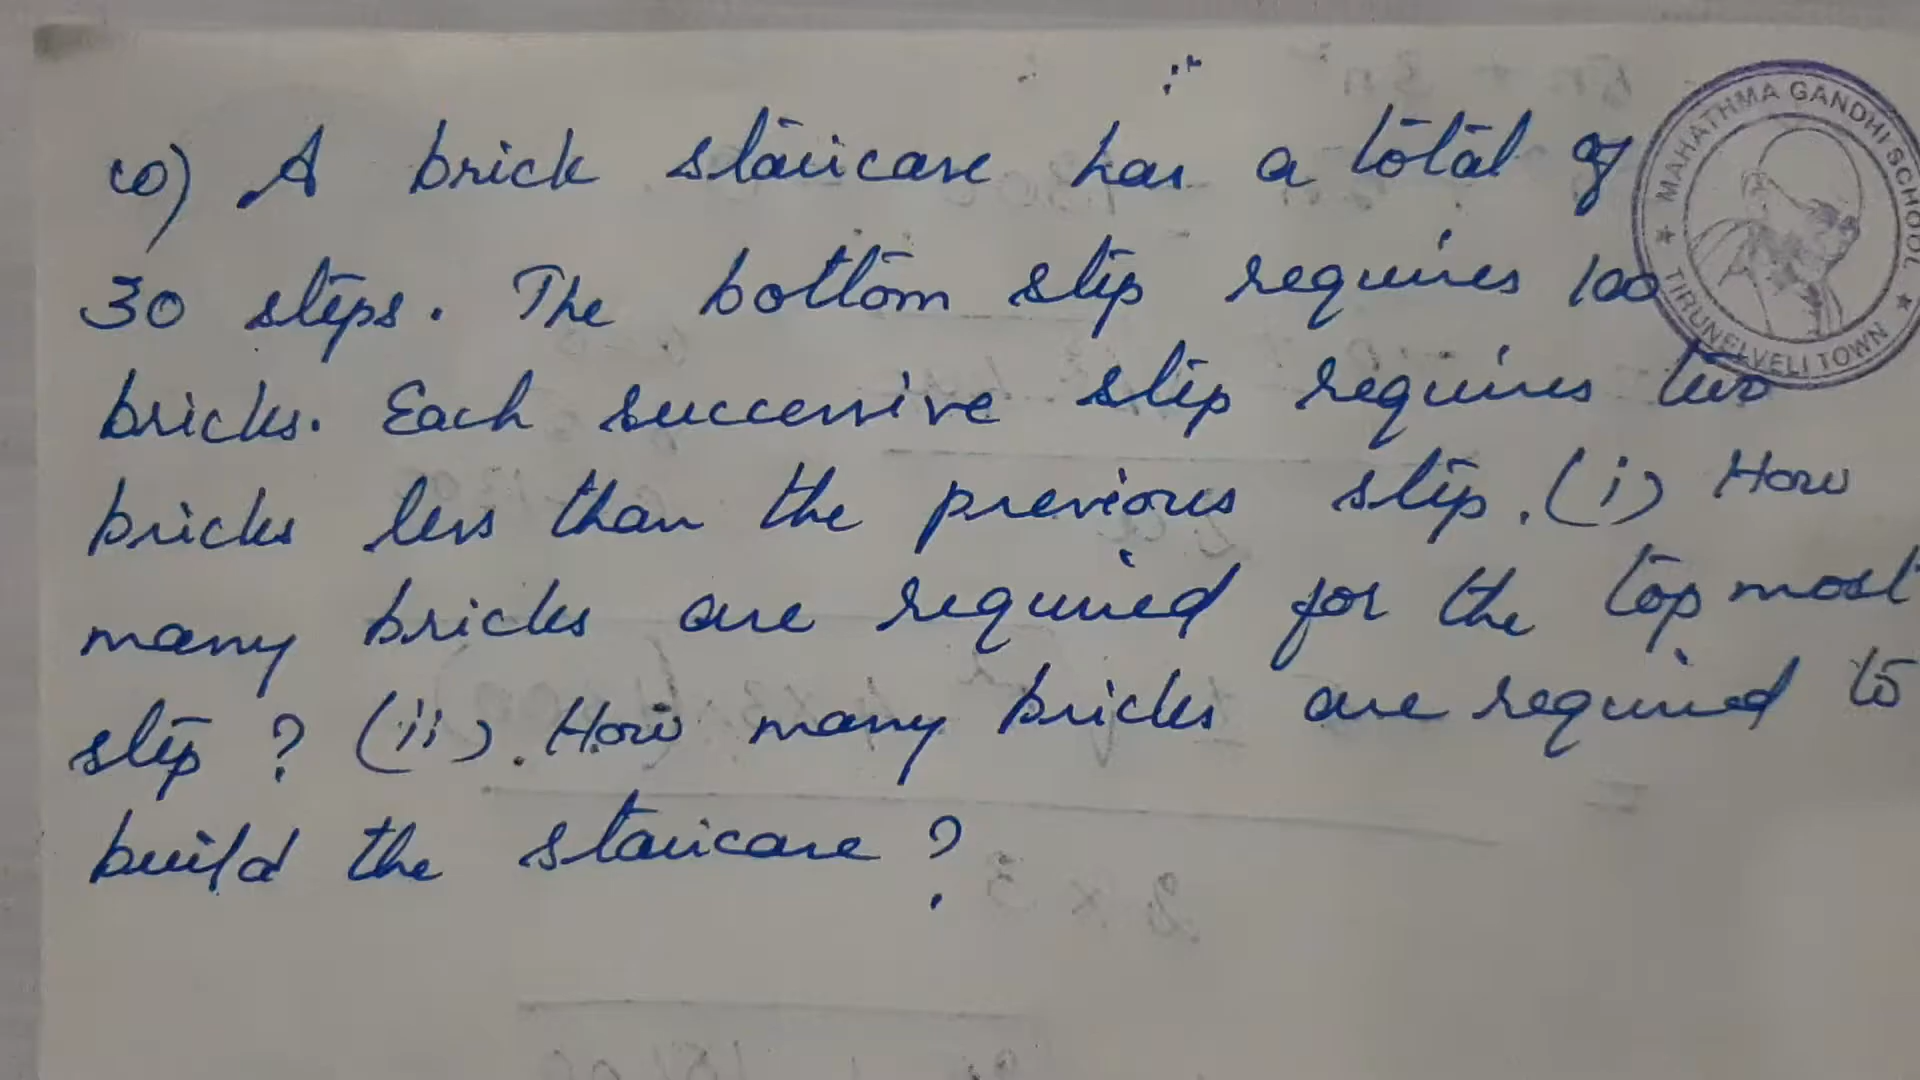 10) A brick staircase has a total of
30 steps. The bottom step requires 100
bricks. Each successive step requires two
bricks less than the previous step. (i) How
many bricks are required for the top most
step? (ii). How many bricks are required to
build the staircase?
MAHATHMA GANDHI SCHOOL
TIRUNELVELI TOWN